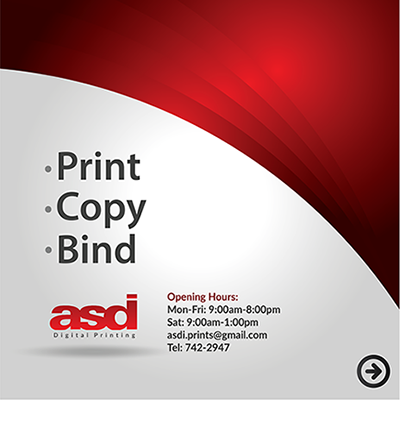 Print
Copy
Bind
asdi
Digital Printing
Opening Hours:
Mon-Fri: 9:00am-8:00pm
Sat: 9:00am-1:00pm
asdi.prints@gmail.com
Tel: 742-2947